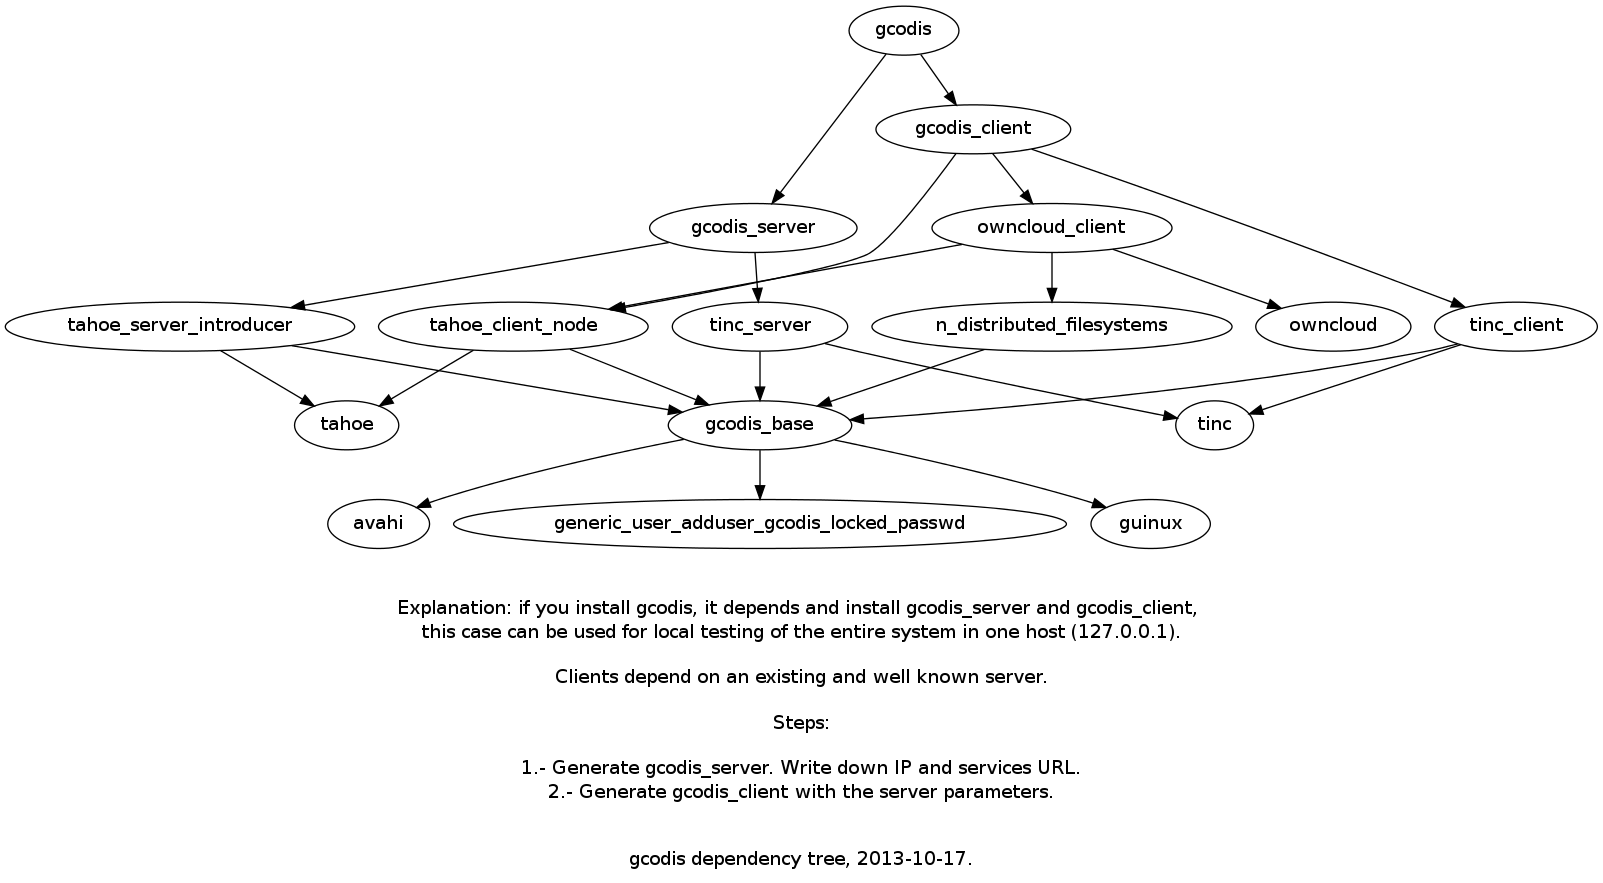 gcodis
gcodis_client
gcodis_server
owncloud_client
tahoe_server_introducer
tahoe_client_node
tinc_server
n_distributed_filesystems
owncloud
tinc_client
tahoe
gcodis_base
tinc
avahi
generic_user_adduser_gcodis_locked_passwd
guinux
Explanation: if you install gcodis, it depends and install gcodis_server and gcodis_client,
this case can be used for local testing of the entire system in one host (127.0.0.1).
Clients depend on an existing and well known server.
Steps:
1.- Generate gcodis_server. Write down IP and services URL.
2.- Generate gcodis_client with the server parameters.
gcodis dependency tree, 2013-10-17.